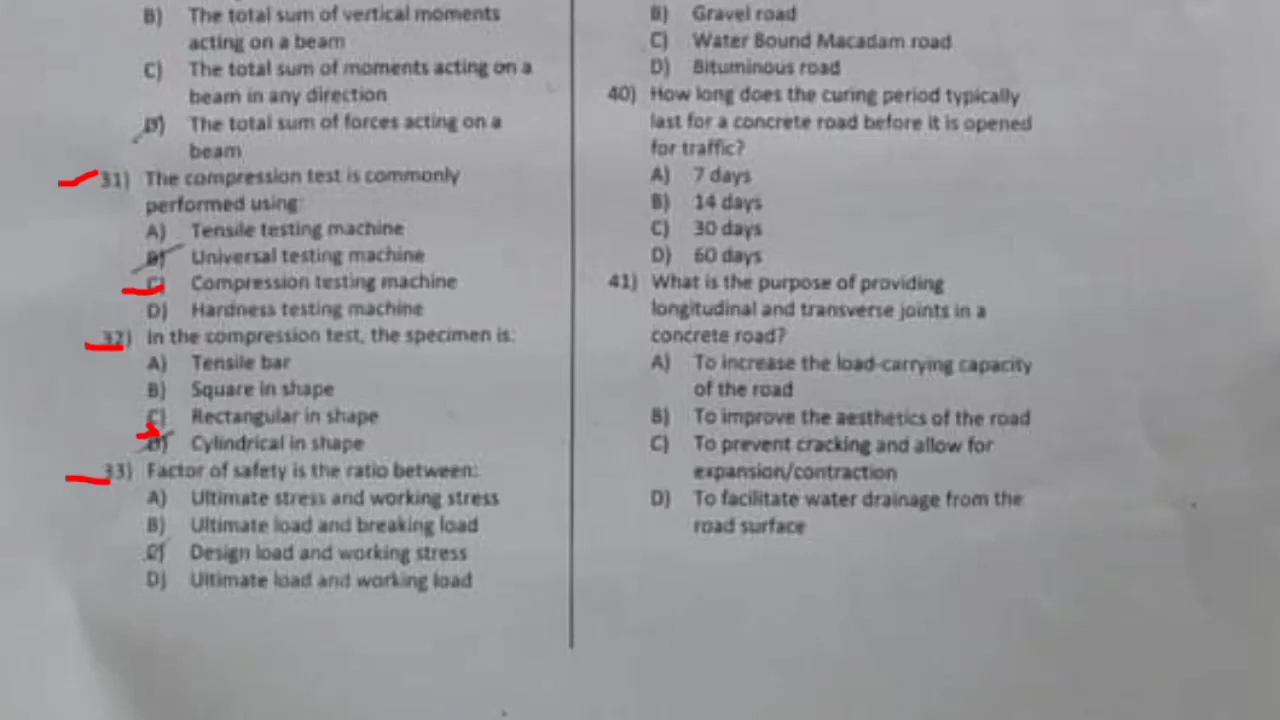 B) The total sum of vertical moments
acting on a beam
C) The total sum of moments acting on a
beam in any direction
D) The total sum of forces acting on a
beam
31) The compression test is commonly
performed using:
A) Tensile testing machine
B) Universal testing machine
C) Compression testing machine
D) Hardness testing machine
32) In the compression test, the specimen is:
A) Tensile bar
B) Square in shape
C) Rectangular in shape
D) Cylindrical in shape
33) Factor of safety is the ratio between:
A) Ultimate stress and working stress
B) Ultimate load and breaking load
C) Design load and working stress
D) Ultimate load and working load
B) Gravel road
C) Water Bound Macadam road
D) Bituminous road
40) How long does the curing period typically
last for a concrete road before it is opened
for traffic?
A) 7 days
B) 14 days
C) 30 days
D) 60 days
41) What is the purpose of providing
longitudinal and transverse joints in a
concrete road?
A) To increase the load-carrying capacity
of the road
B) To improve the aesthetics of the road
C) To prevent cracking and allow for
expansion/contraction
D) To facilitate water drainage from the
road surface